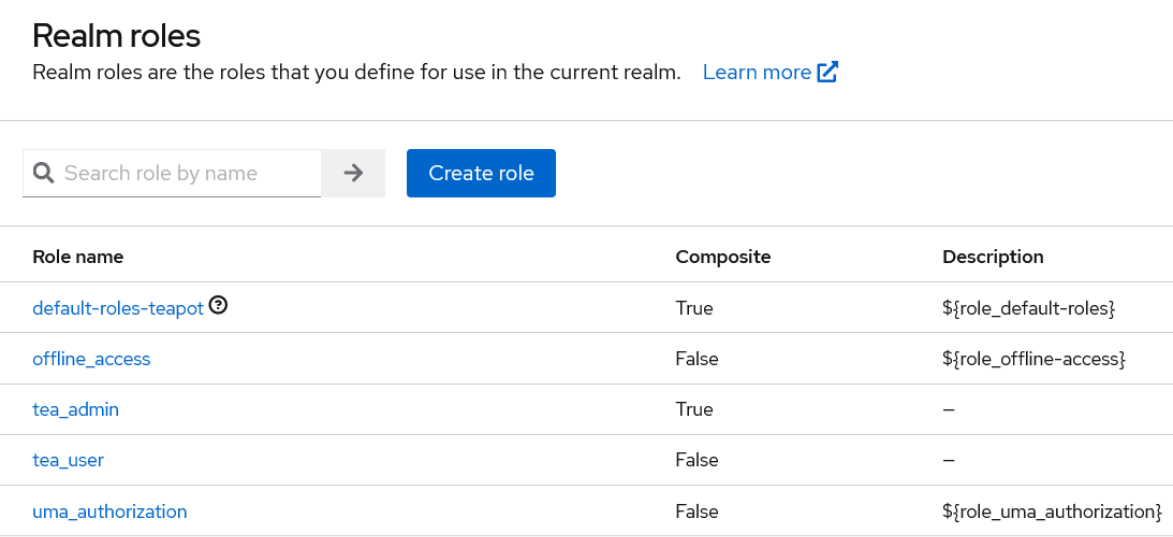 Realm roles
Realm roles are the roles that you define for use in the current realm. Learn more
Search role by name
Create role
Role name Composite Description
default-roles-teapot True ${role_default-roles}
offline_access False ${role_offline-access}
tea_admin True –
tea_user False –
uma_authorization False ${role_uma_authorization}